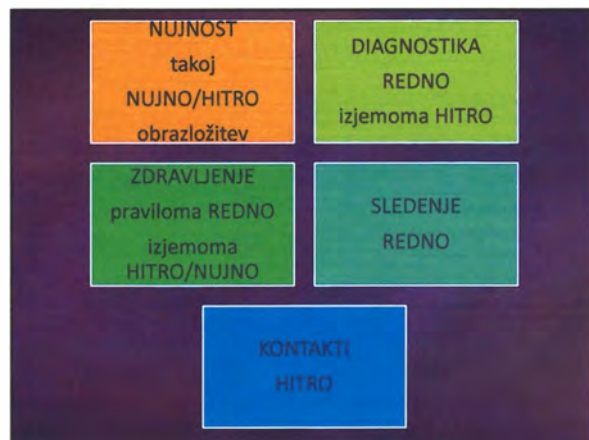 NUJNOST
takoj
NUJNO/HITRO
obrazložitev
DIAGNOSTIKA
REDNO
izjemoma HITRO
ZDRAVLJENJE
praviloma REDNO
izjemoma
HITRO/NUJNO
SLEDENJE
REDNO
KONTAKTI
HITRO